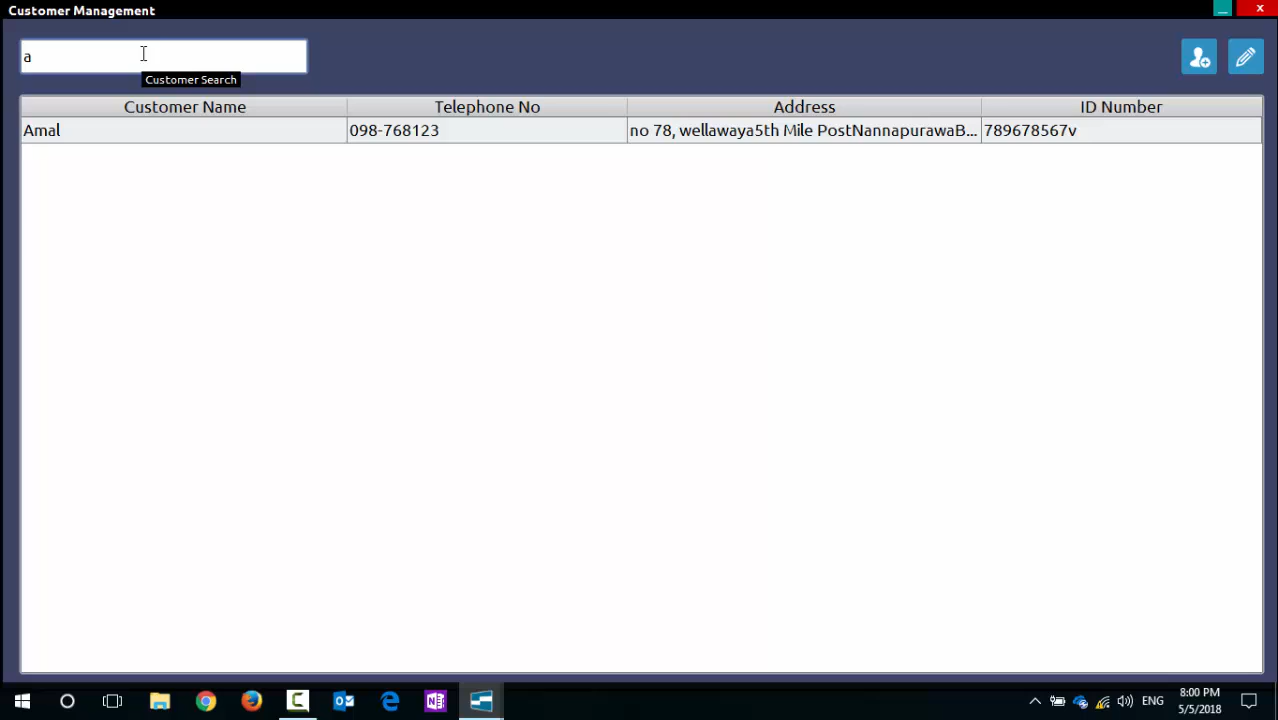 Customer Management
_ x
a
Customer Search
Customer Name Telephone No Address ID Number
Amal 098-768123 no 78, wellawaya5th Mile PostNannapurawaB... 789678567v
ENG 8:00 PM
5/5/2018